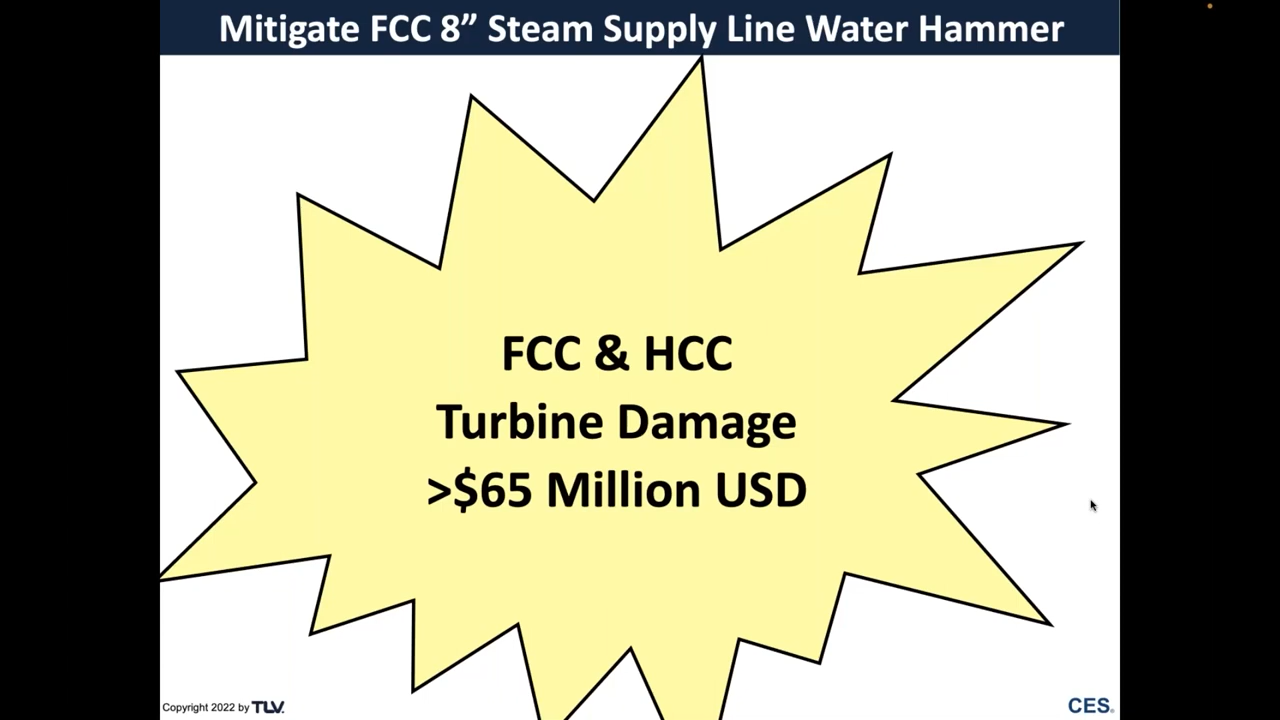 Mitigate FCC 8” Steam Supply Line Water Hammer
FCC & HCC
Turbine Damage
>$65 Million USD
Copyright 2022 by TLV.
CES®